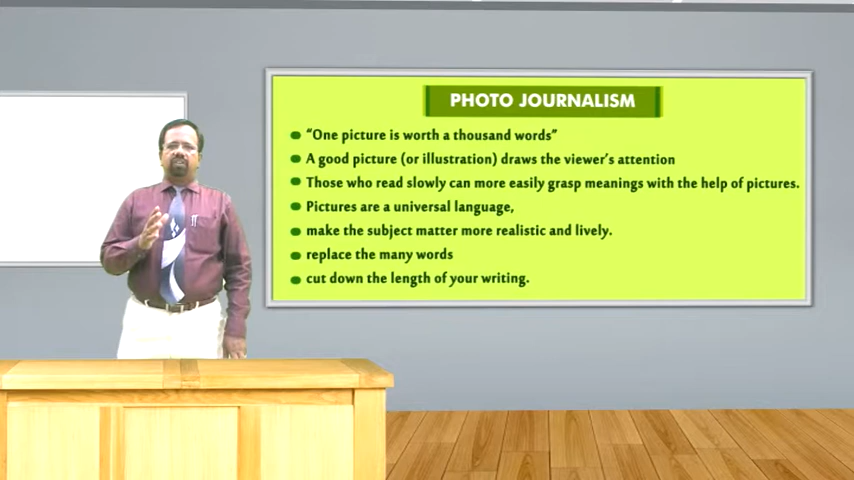 PHOTO JOURNALISM
“One picture is worth a thousand words”
A good picture (or illustration) draws the viewer's attention
Those who read slowly can more easily grasp meanings with the help of pictures.
Pictures are a universal language,
make the subject matter more realistic and lively.
replace the many words
cut down the length of your writing.